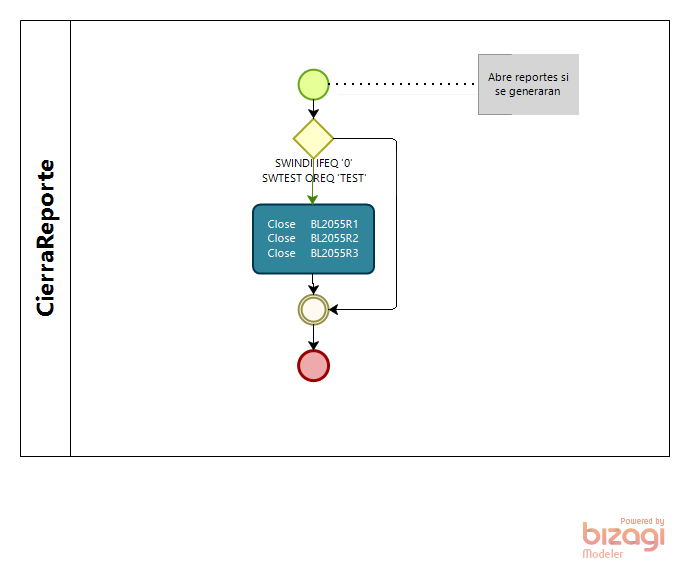 CierraReporte
Abre reportes si
se generaran
SWINDI IFEQ '0'
SWTEST OREQ 'TEST'
Close BL2055R1
Close BL2055R2
Close BL2055R3
Powered by
bizagi
Modeler